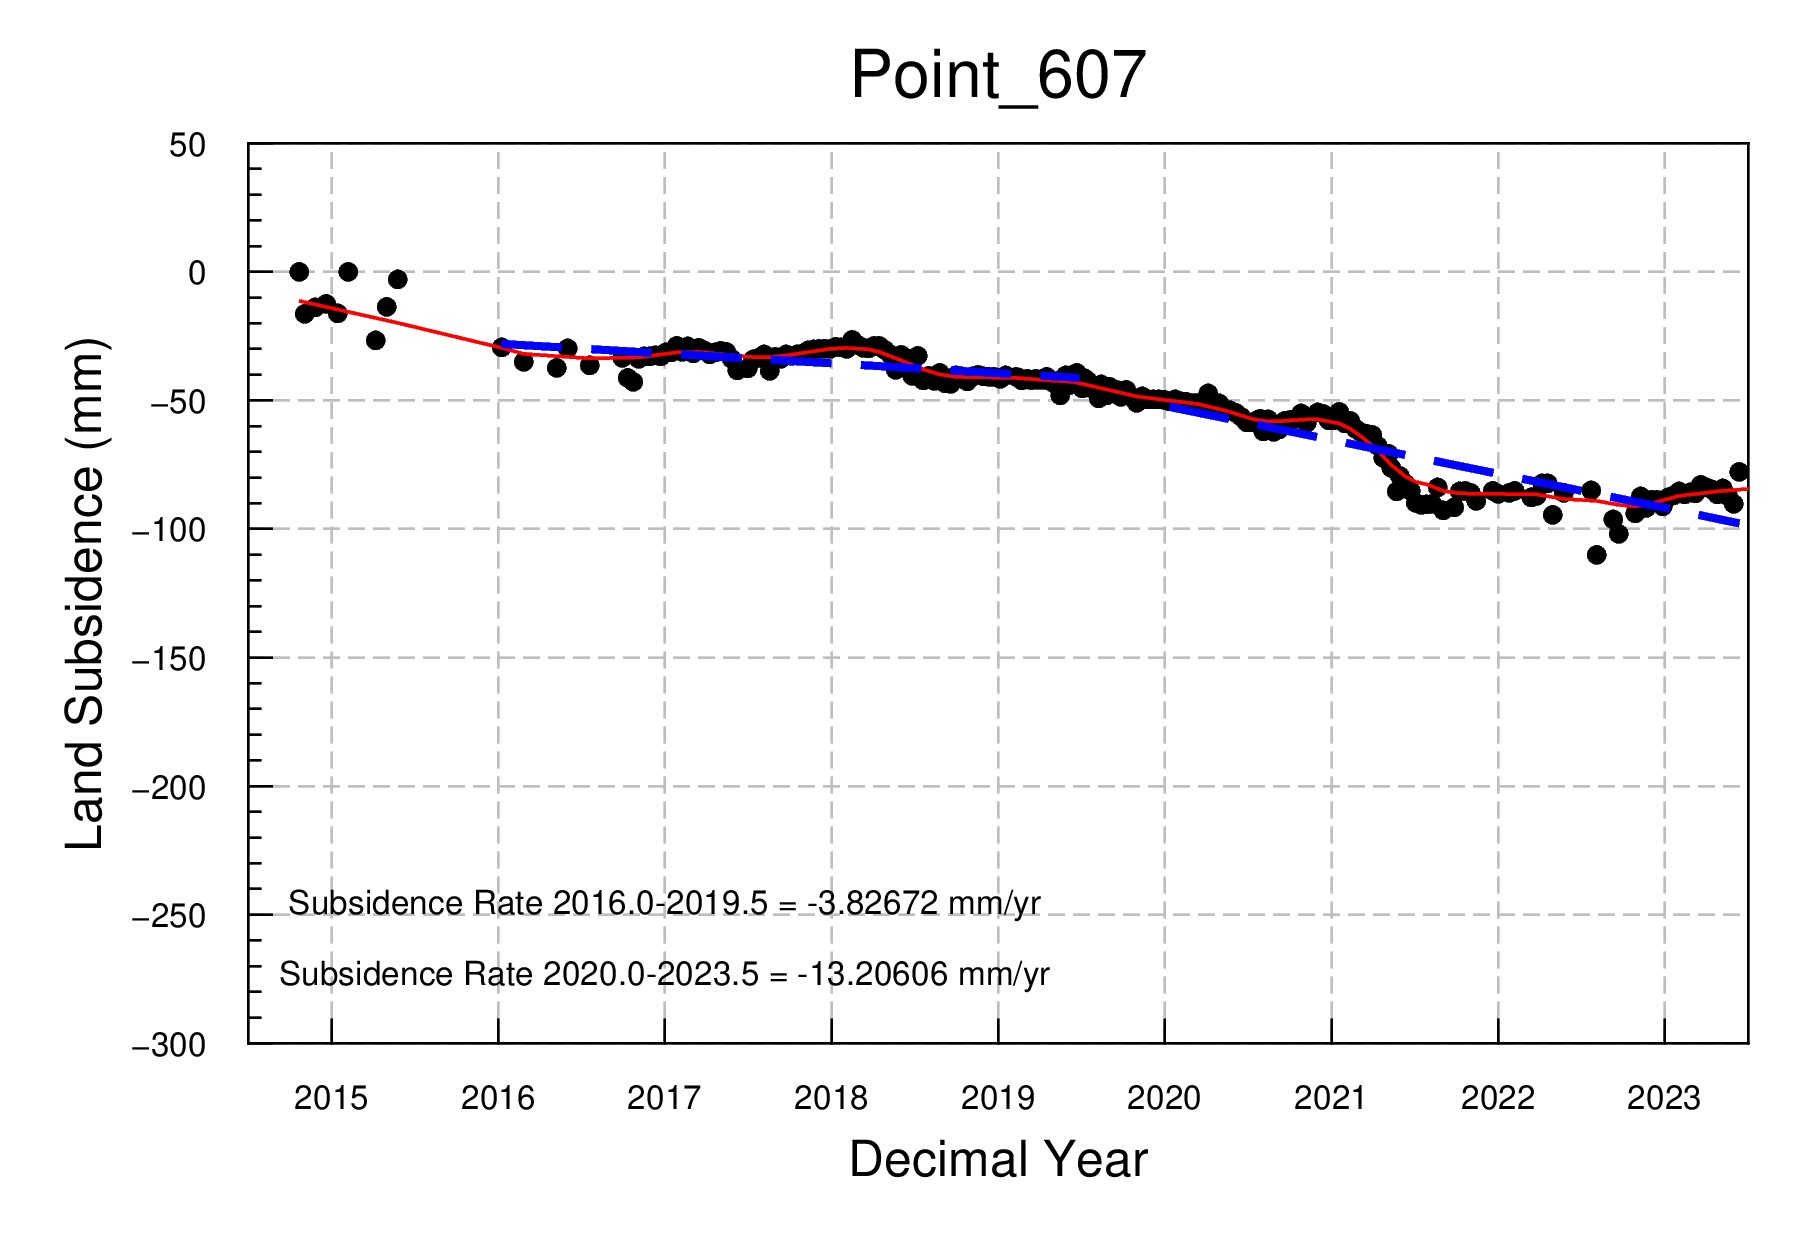 Point_607
50
0
−50
−100
−150
−200
−250
−300
Land Subsidence (mm)
Subsidence Rate 2016.0-2019.5 = -3.82672 mm/yr
Subsidence Rate 2020.0-2023.5 = -13.20606 mm/yr
2015 2016 2017 2018 2019 2020 2021 2022 2023
Decimal Year